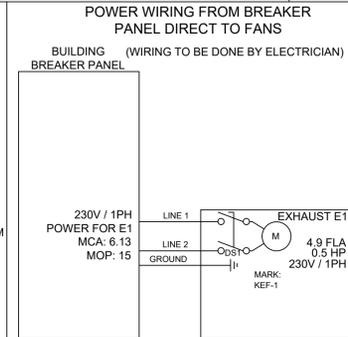 POWER WIRING FROM BREAKER
PANEL DIRECT TO FANS
BUILDING
BREAKER PANEL
(WIRING TO BE DONE BY ELECTRICIAN)
230V / 1PH
POWER FOR E1
MCA: 6.13
MOP: 15
LINE 1
LINE 2
GROUND
DS1
M
EXHAUST E1
4.9 FLA
0.5 HP
230V / 1PH
MARK:
KEF-1
M